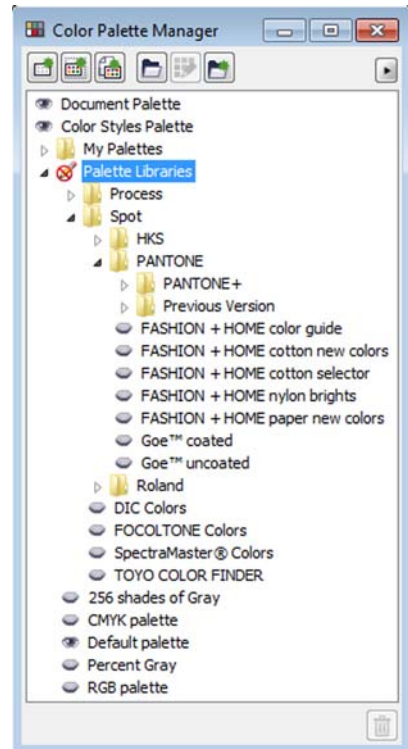 Color Palette Manager
Document Palette
Color Styles Palette
My Palettes
Palette Libraries
Process
Spot
HKS
PANTONE
PANTONE+
Previous Version
FASHION + HOME color guide
FASHION + HOME cotton new colors
FASHION + HOME cotton selector
FASHION + HOME nylon brights
FASHION + HOME paper new colors
Goe™ coated
Goe™ uncoated
Roland
DIC Colors
FOCOLTONE Colors
SpectraMaster® Colors
TOYO COLOR FINDER
256 shades of Gray
CMYK palette
Default palette
Percent Gray
RGB palette